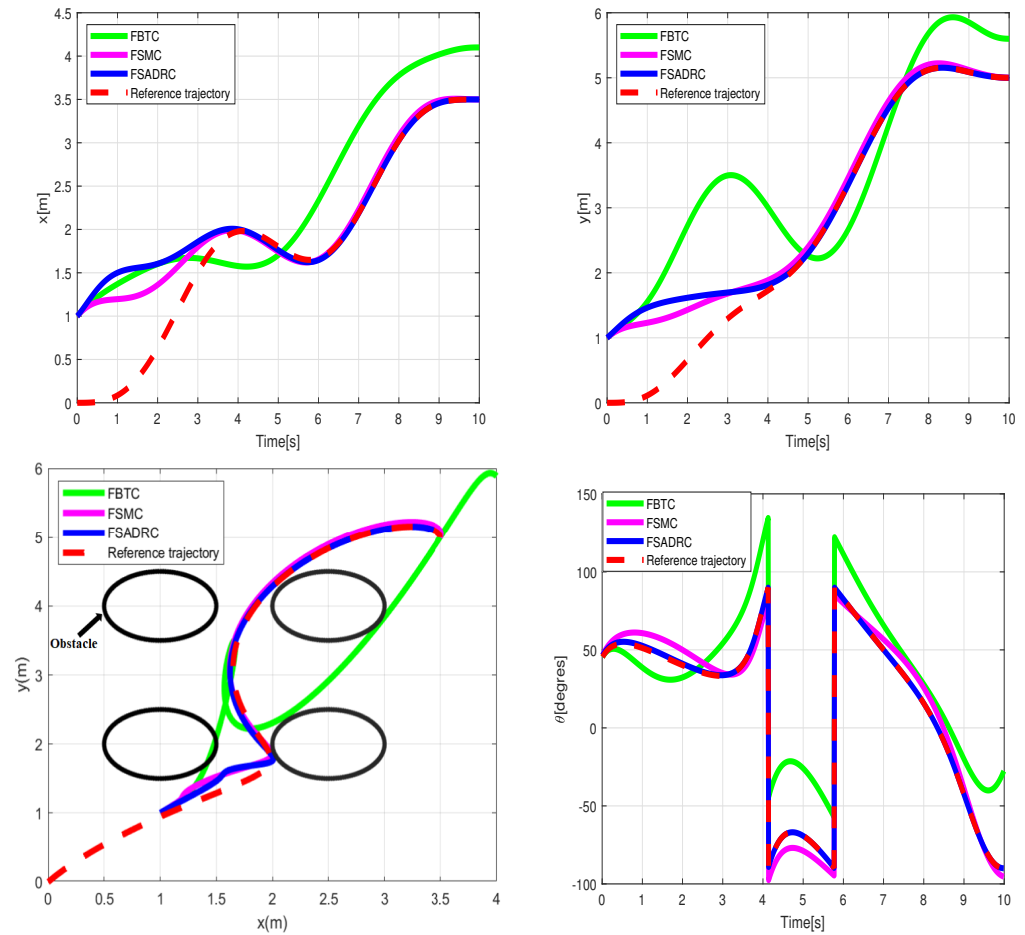 4.5
4
3.5
3
2.5
2
1.5
1
0.5
0
x[m]
FBTC
FSMC
FSADRC
Reference trajectory
0 1 2 3 4 5 6 7 8 9 10
Time[s]
6
5
4
3
2
1
0
y[m]
FBTC
FSMC
FSADRC
Reference trajectory
0 1 2 3 4 5 6 7 8 9 10
Time[s]
6
5
4
3
2
1
0
y(m)
FBTC
FSMC
FSADRC
Reference trajectory
Obstacle
0 0.5 1 1.5 2 2.5 3 3.5 4
x(m)
150
100
50
0
-50
-100
θ[degres]
FBTC
FSMC
FSADRC
Reference trajectory
0 1 2 3 4 5 6 7 8 9 10
Time[s]